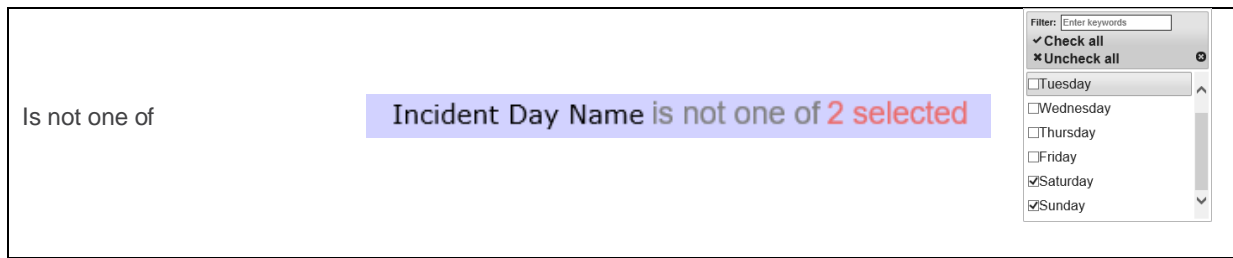 Is not one of
Incident Day Name is not one of 2 selected
Filter: Enter keywords
Check all
Uncheck all
Tuesday
Wednesday
Thursday
Friday
Saturday
Sunday